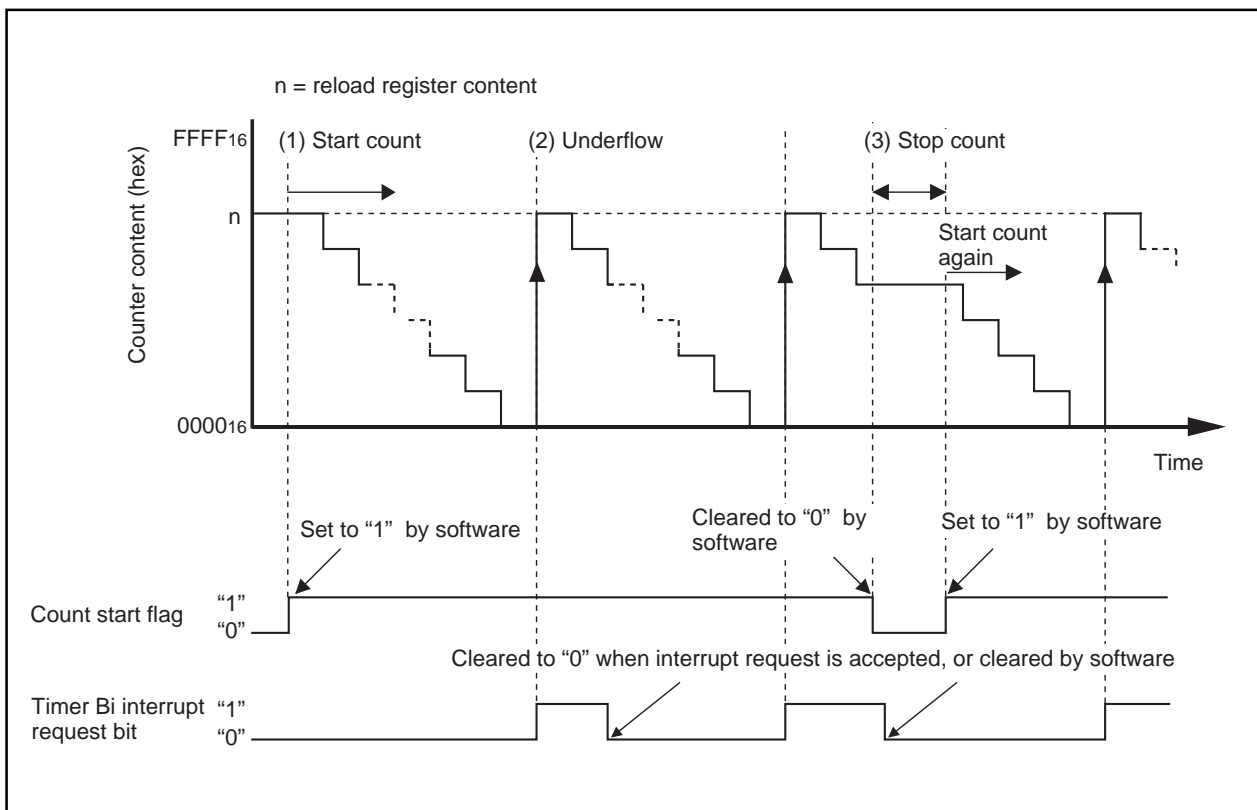 n = reload register content
FFFF16
(1) Start count
(2) Underflow
(3) Stop count
Counter content (hex)
n
Start count
again
000016
Time
Set to “1” by software
Cleared to “0” by
software
Set to “1” by software
Count start flag
“1”
“0”
Cleared to “0” when interrupt request is accepted, or cleared by software
Timer Bi interrupt
request bit
“1”
“0”